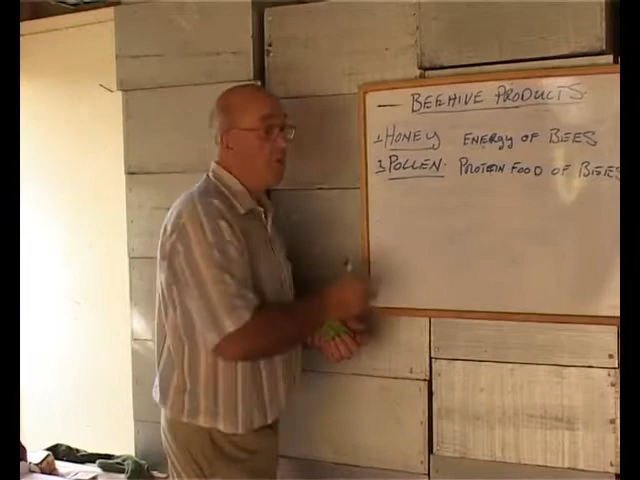 BEEHIVE PRODUCTS.
1 HONEY ENERGY OF BEES
3 POLLEN. PROTEIN FOOD OF BEES